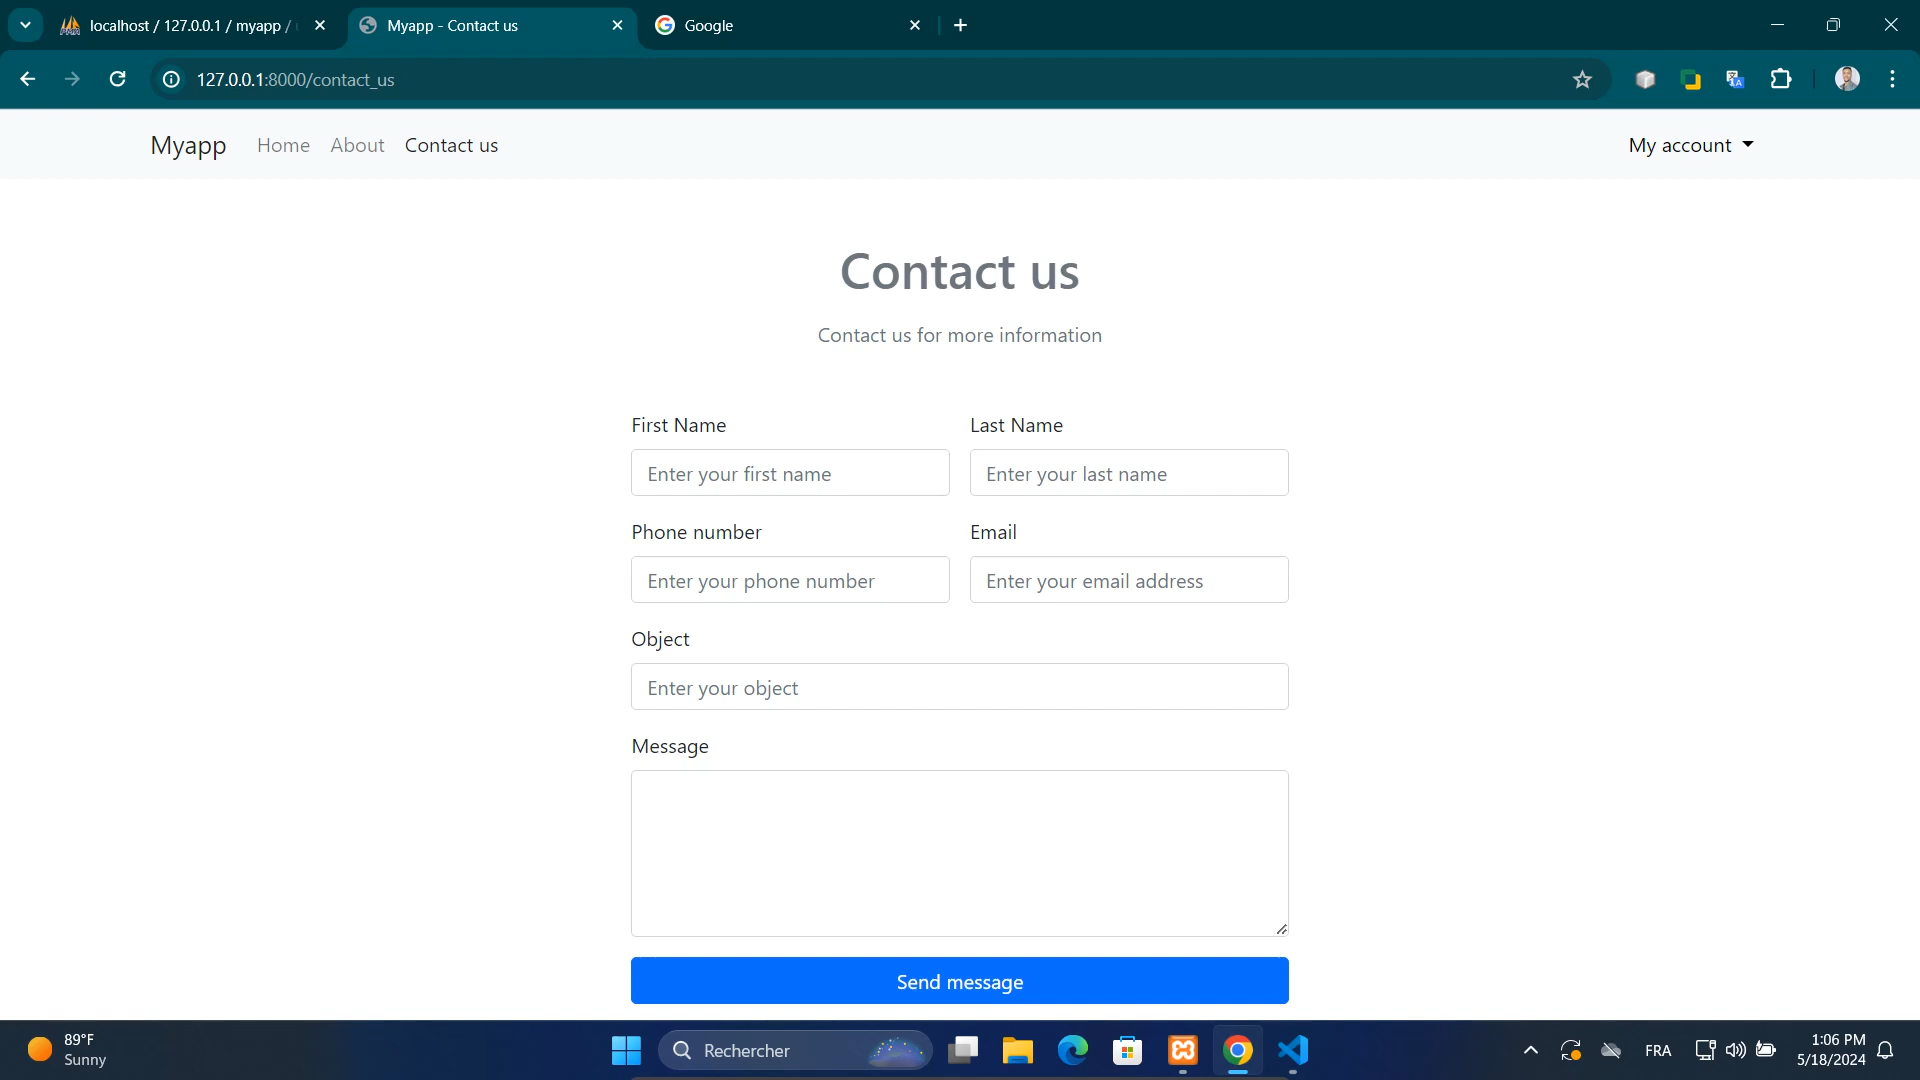 localhost / 127.0.0.1 / myapp /
Myapp - Contact us
Google
127.0.0.1:8000/contact_us
Myapp
Home
About
Contact us
My account
Contact us
Contact us for more information
First Name
Last Name
Enter your first name
Enter your last name
Phone number
Email
Enter your phone number
Enter your email address
Object
Enter your object
Message
Send message
89°F
Sunny
Rechercher
FRA
1:06 PM
5/18/2024